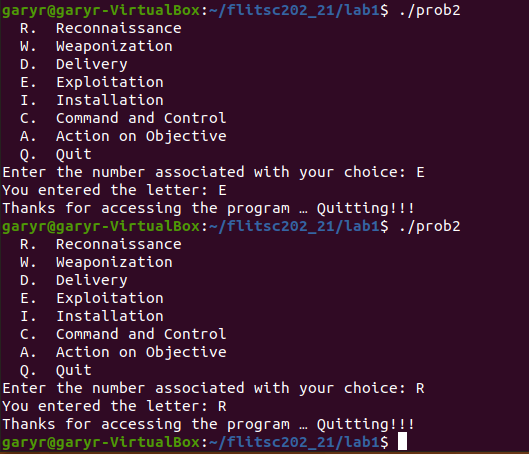 garyr@garyr-VirtualBox:~/flitsc202_21/lab1$ ./prob2
R. Reconnaissance
W. Weaponization
D. Delivery
E. Exploitation
I. Installation
C. Command and Control
A. Action on Objective
Q. Quit
Enter the number associated with your choice: E
You entered the letter: E
Thanks for accessing the program … Quitting!!!
garyr@garyr-VirtualBox:~/flitsc202_21/lab1$ ./prob2
R. Reconnaissance
W. Weaponization
D. Delivery
E. Exploitation
I. Installation
C. Command and Control
A. Action on Objective
Q. Quit
Enter the number associated with your choice: R
You entered the letter: R
Thanks for accessing the program … Quitting!!!
garyr@garyr-VirtualBox:~/flitsc202_21/lab1$